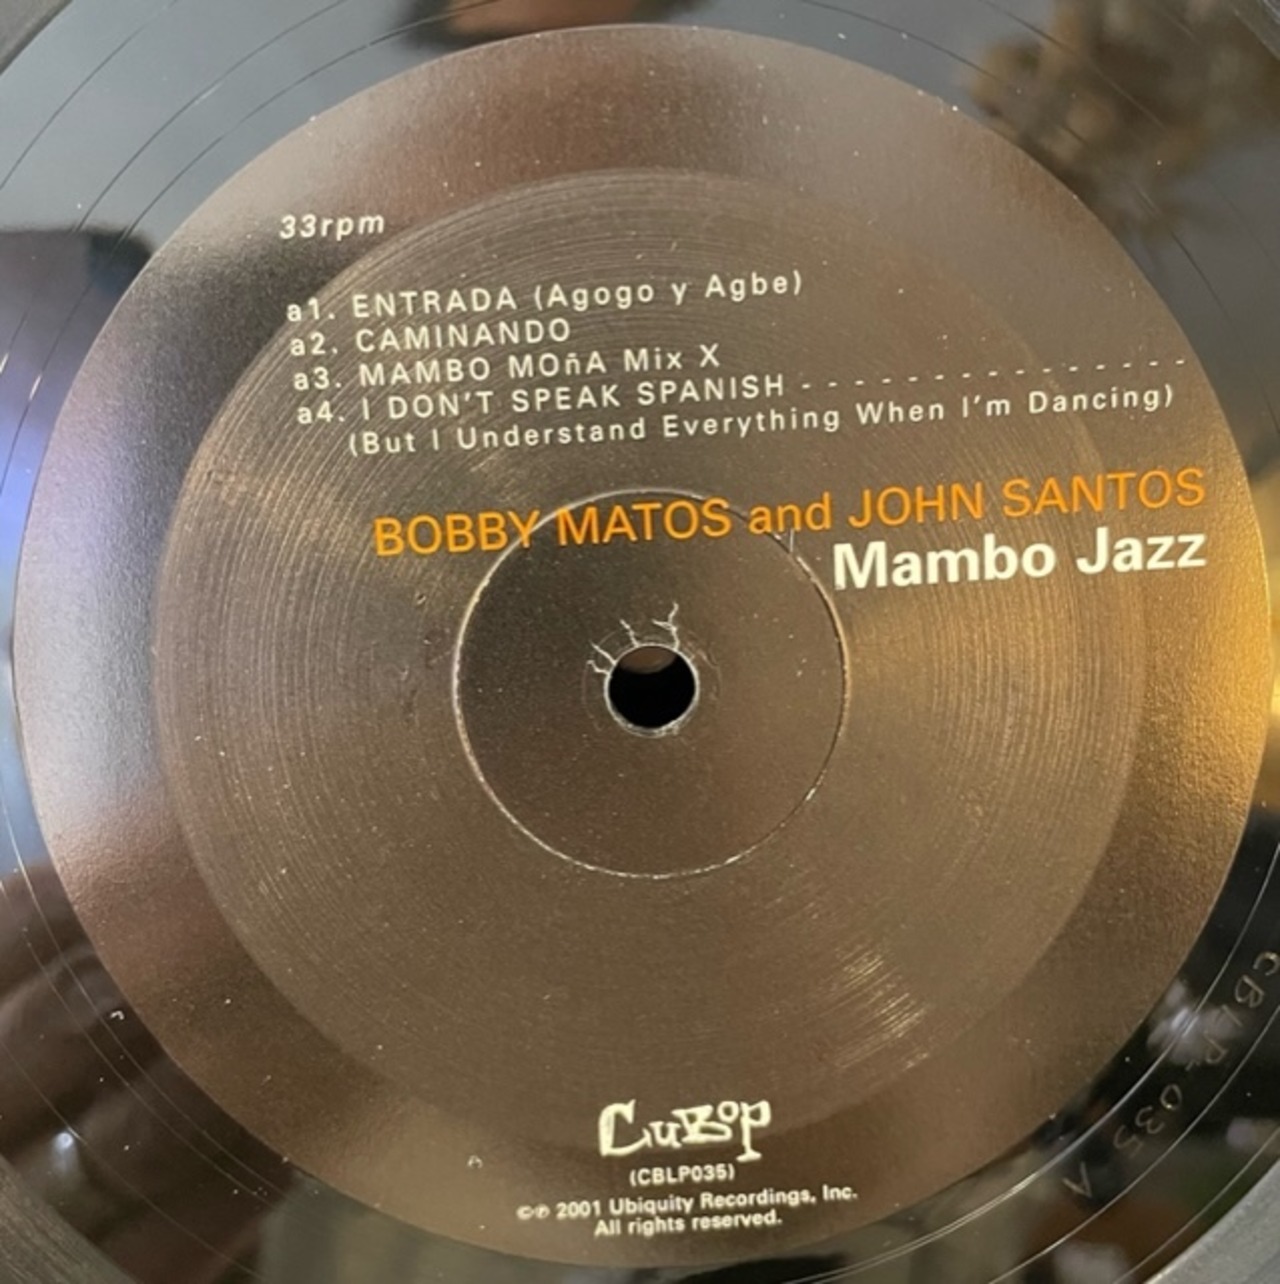 33rpm
a1. ENTRADA (Agogo y Agbe)
a2. CAMINANDO
a3. MAMBO MOñA Mix X
a4. I DON'T SPEAK SPANISH - - - - - - - - - - - - - - -
(But I Understand Everything When I'm Dancing)
BOBBY MATOS and JOHN SANTOS
Mambo Jazz
CuBop
(CBLP035)
©℗ 2001 Ubiquity Recordings, Inc.
All rights reserved.
CBLP 035 A